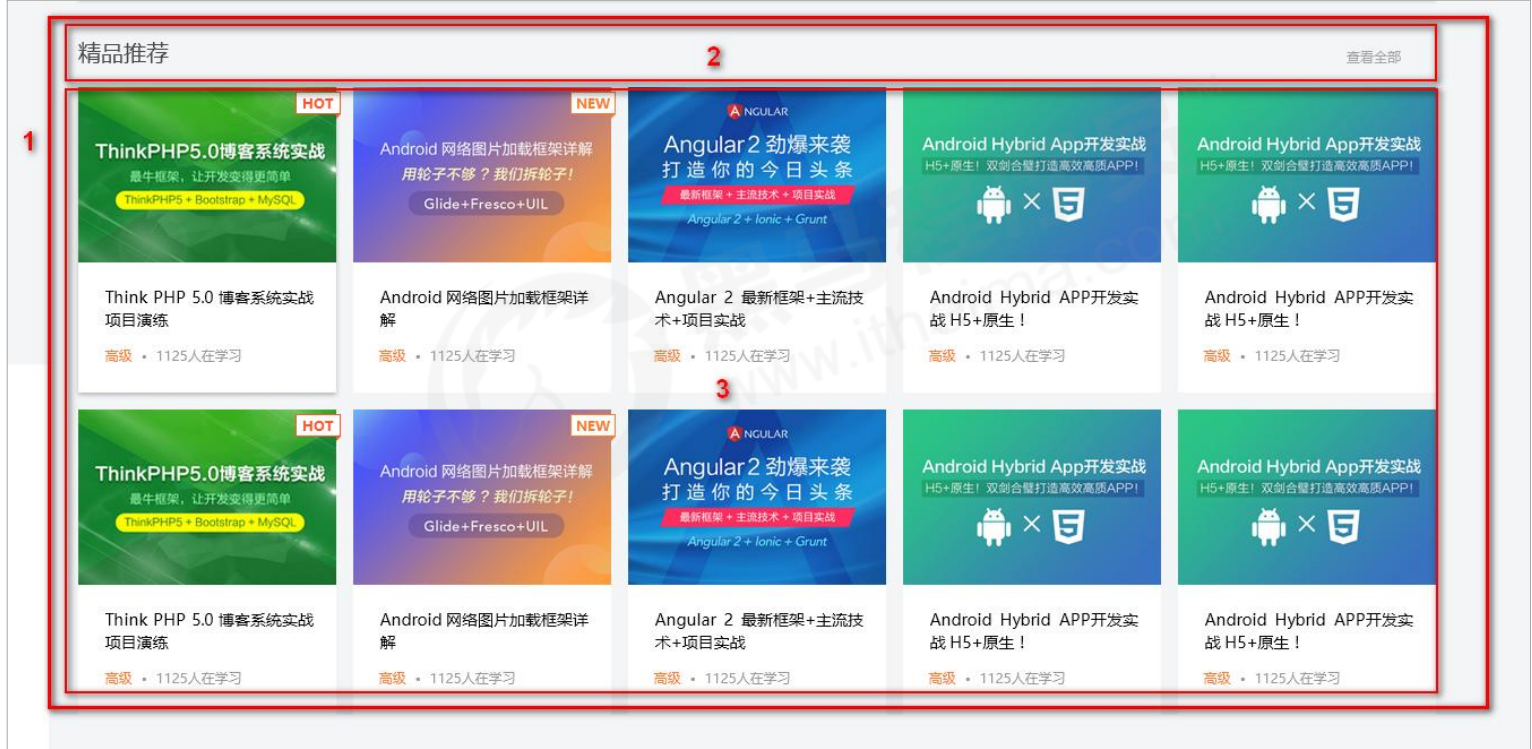 精品推荐
2
查看全部
1
HOT
ThinkPHP5.0博客系统实战
最牛框架，让开发变得更简单
ThinkPHP5 + Bootstrap + MySQL
NEW
Android 网络图片加载框架详解
用轮子不够？我们拆轮子！
Glide+Fresco+UIL
ANGULAR
Angular2 劲爆来袭
打造你的今日头条
最新框架 + 主流技术 + 项目实战
Angular 2 + Ionic + Grunt
Android Hybrid App开发实战
H5+原生！双剑合璧打造高效高质APP！
Android Hybrid App开发实战
H5+原生！双剑合璧打造高效高质APP！
Think PHP 5.0 博客系统实战
项目演练
高级 • 1125人在学习
Android 网络图片加载框架详
解
高级 • 1125人在学习
Angular 2 最新框架+主流技
术+项目实战
高级 • 1125人在学习
Android Hybrid APP开发实
战 H5+原生！
高级 • 1125人在学习
Android Hybrid APP开发实
战 H5+原生！
高级 • 1125人在学习
3
HOT
ThinkPHP5.0博客系统实战
最牛框架，让开发变得更简单
ThinkPHP5 + Bootstrap + MySQL
NEW
Android 网络图片加载框架详解
用轮子不够？我们拆轮子！
Glide+Fresco+UIL
ANGULAR
Angular2 劲爆来袭
打造你的今日头条
最新框架 + 主流技术 + 项目实战
Angular 2 + Ionic + Grunt
Android Hybrid App开发实战
H5+原生！双剑合璧打造高效高质APP！
Android Hybrid App开发实战
H5+原生！双剑合璧打造高效高质APP！
Think PHP 5.0 博客系统实战
项目演练
高级 • 1125人在学习
Android 网络图片加载框架详
解
高级 • 1125人在学习
Angular 2 最新框架+主流技
术+项目实战
高级 • 1125人在学习
Android Hybrid APP开发实
战 H5+原生！
高级 • 1125人在学习
Android Hybrid APP开发实
战 H5+原生！
高级 • 1125人在学习